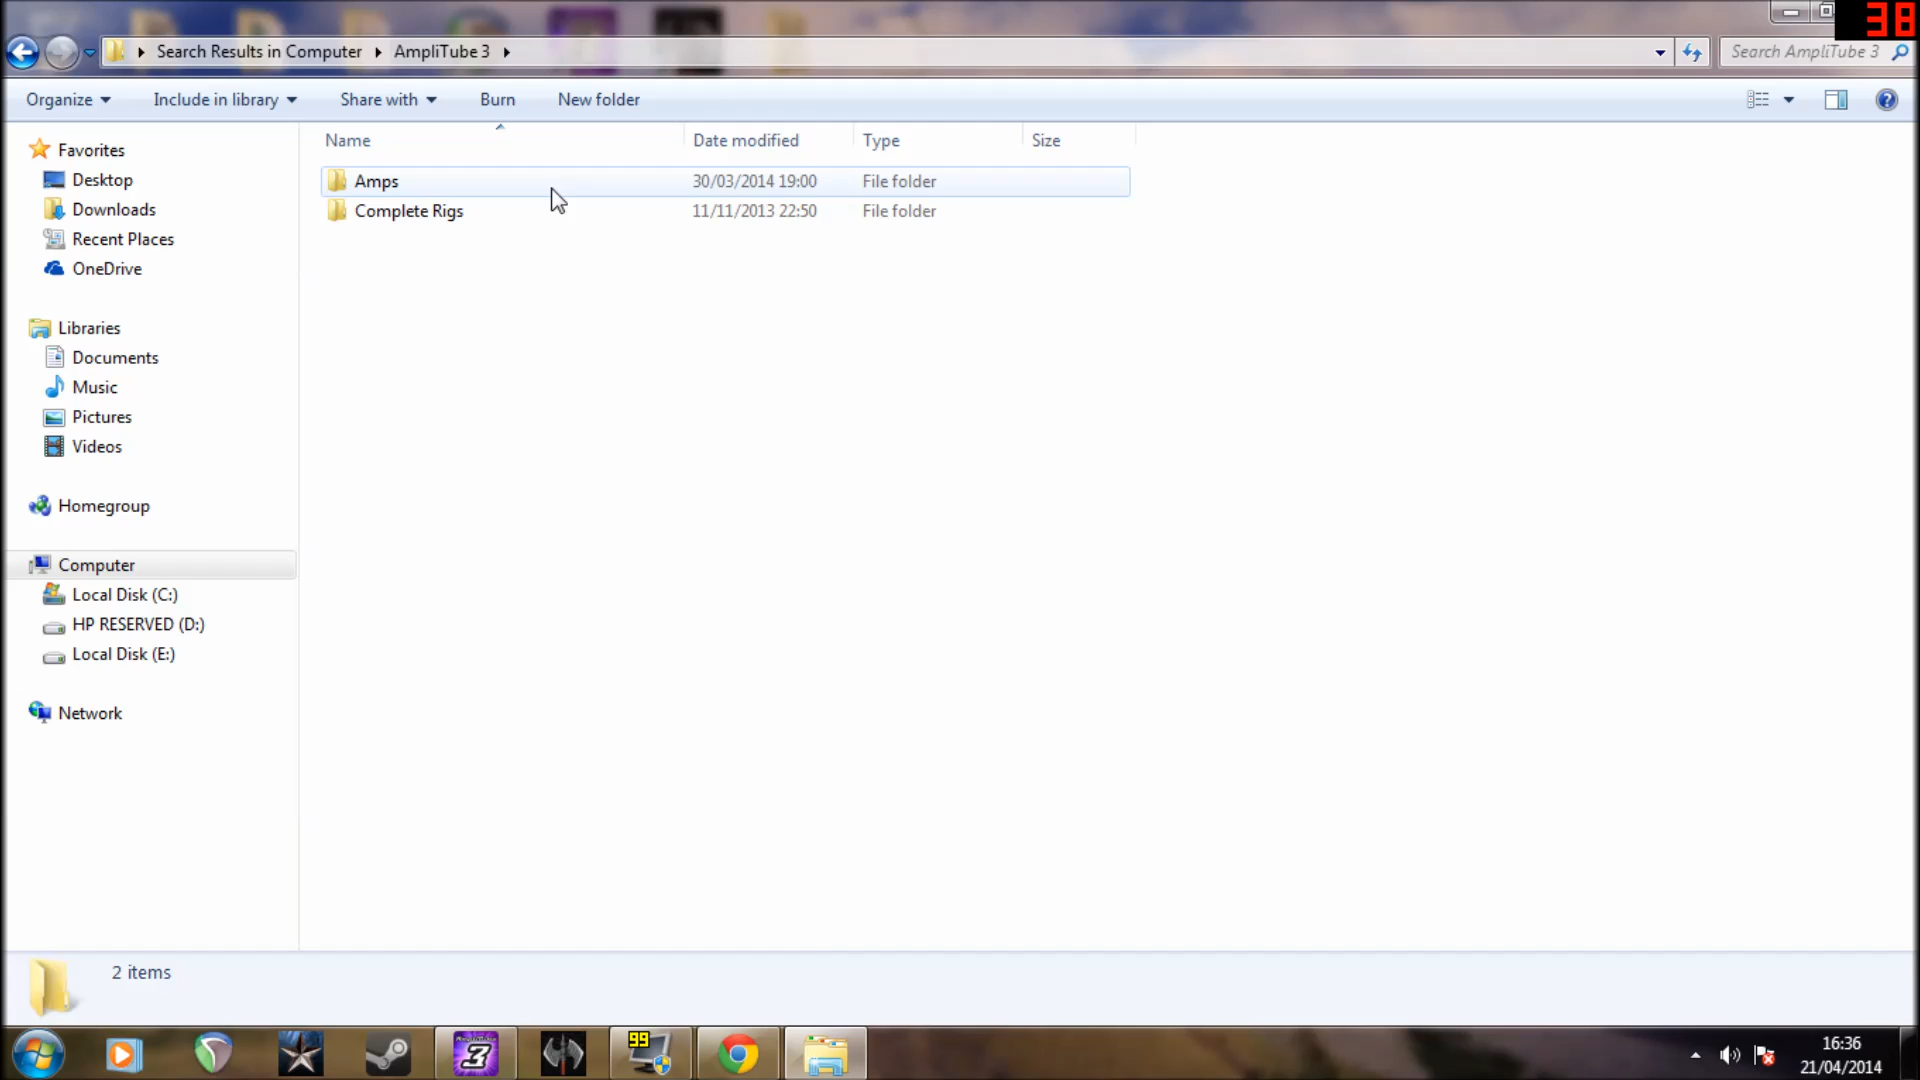 38
Search Results in Computer AmpliTube 3
Search AmpliTube 3
Organize Include in library Share with Burn New folder
Name Date modified Type Size
Amps 30/03/2014 19:00 File folder
Complete Rigs 11/11/2013 22:50 File folder
Favorites
Desktop
Downloads
Recent Places
OneDrive
Libraries
Documents
Music
Pictures
Videos
Homegroup
Computer
Local Disk (C:)
HP RESERVED (D:)
Local Disk (E:)
Network
2 items
3
99
16:36
21/04/2014